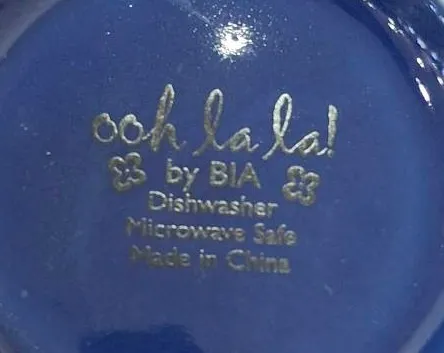 ooh la la!
by BIA
Dishwasher
Microwave Safe
Made in China